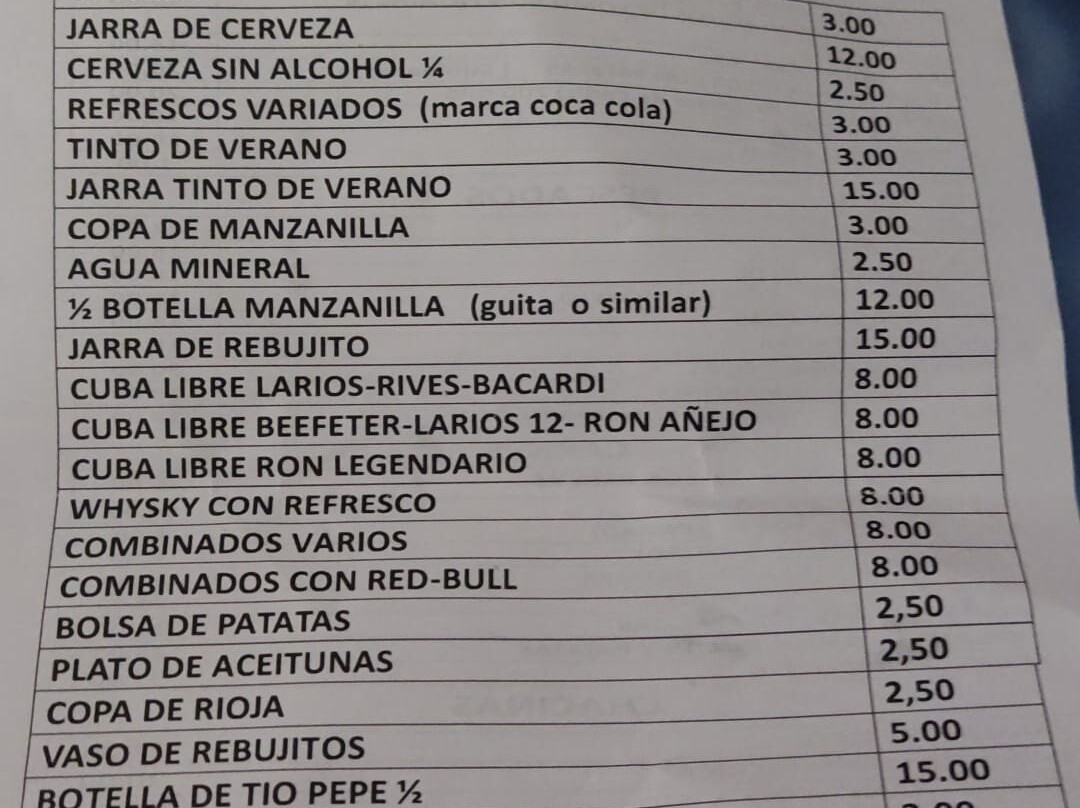 3.00
JARRA DE CERVEZA 12.00
CERVEZA SIN ALCOHOL ¼ 2.50
REFRESCOS VARIADOS (marca coca cola) 3.00
TINTO DE VERANO 3.00
JARRA TINTO DE VERANO 15.00
COPA DE MANZANILLA 3.00
AGUA MINERAL 2.50
½ BOTELLA MANZANILLA (guita o similar) 12.00
JARRA DE REBUJITO 15.00
CUBA LIBRE LARIOS-RIVES-BACARDI 8.00
CUBA LIBRE BEEFETER-LARIOS 12- RON AÑEJO 8.00
CUBA LIBRE RON LEGENDARIO 8.00
WHYSKY CON REFRESCO 8.00
COMBINADOS VARIOS 8.00
COMBINADOS CON RED-BULL 8.00
BOLSA DE PATATAS 2,50
PLATO DE ACEITUNAS 2,50
COPA DE RIOJA 2,50
VASO DE REBUJITOS 5.00
BOTELLA DE TIO PEPE ½ 15.00